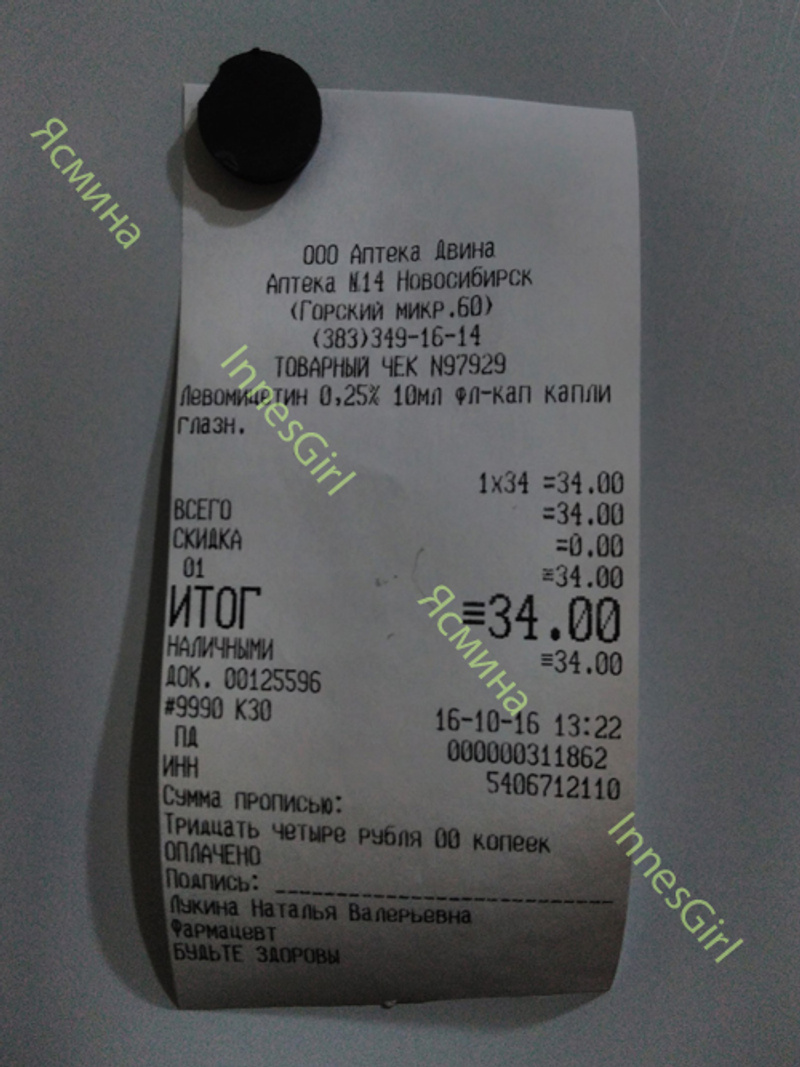 ООО Аптека Двина
Аптека №14 Новосибирск
(Горский микр.60)
(383)349-16-14
ТОВАРНЫЙ ЧЕК N97929
Левомицетин 0,25% 10мл фл-кап капли
глазн.
1x34 =34.00
ВСЕГО =34.00
СКИДКА =0.00
01 =34.00
ИТОГ =34.00
НАЛИЧНЫМИ =34.00
ДОК. 00125596
#9990 К30 16-10-16 13:22
ПД 000000311862
ИНН 5406712110
Сумма прописью:
Тридцать четыре рубля 00 копеек
ОПЛАЧЕНО
Подпись: ____________________
Лукина Наталья Валерьевна
Фармацевт
БУДЬТЕ ЗДОРОВЫ
Ясмина
InnesGirl
Ясмина
InnesGirl